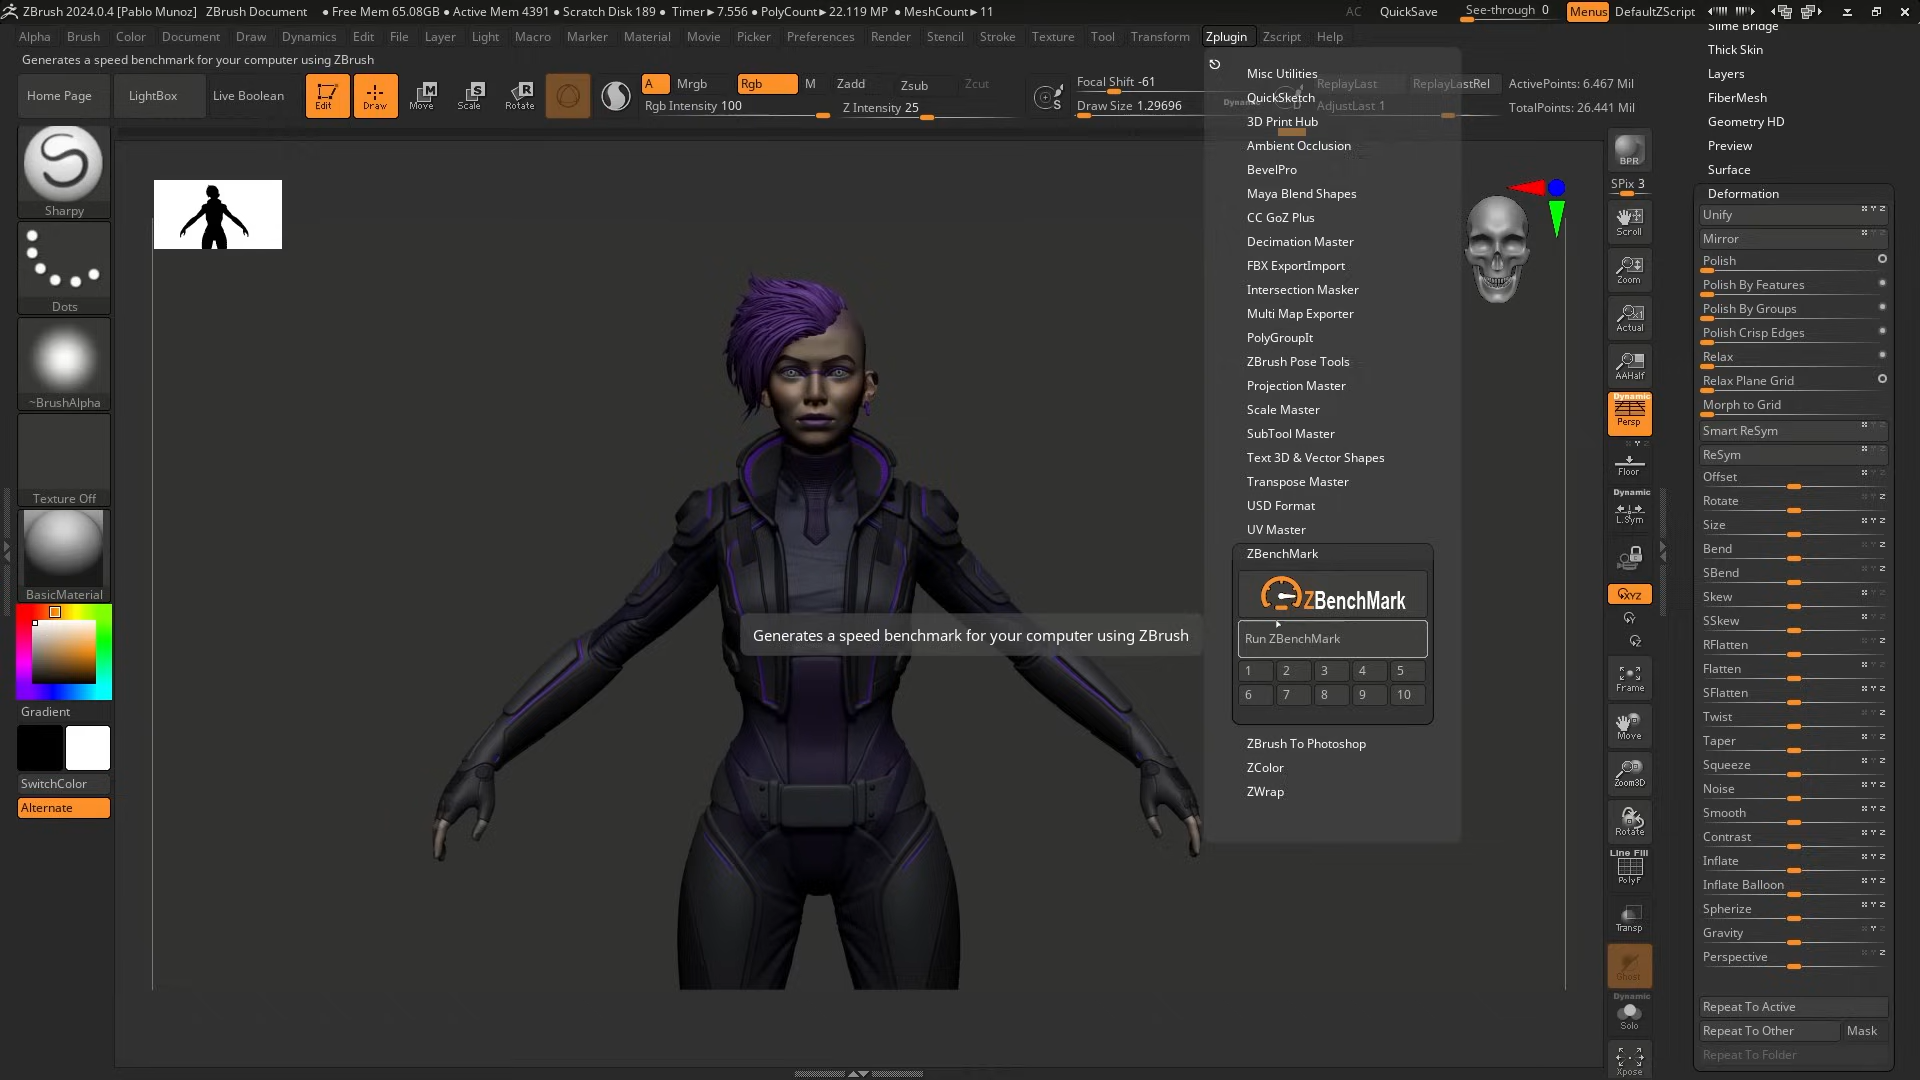 ZBrush 2024.0.4 [Pablo Munoz] ZBrush Document • Free Mem 65.08GB • Active Mem 4391 • Scratch Disk 189 • Timer►7.556 • PolyCount►22.119 MP • MeshCount►11 AC QuickSave See-through 0 Menus DefaultZScript
Alpha Brush Color Document Draw Dynamics Edit File Layer Light Macro Marker Material Movie Picker Preferences Render Stencil Stroke Texture Tool Transform Zplugin Zscript Help
Generates a speed benchmark for your computer using ZBrush
Home Page LightBox Live Boolean Edit Draw Move Scale Rotate
A Mrgb Rgb M Zadd Zsub Zcut
Rgb Intensity 100 Z Intensity 25
Focal Shift -61
Draw Size 1.29696
Dynamic
ReplayLast ReplayLastRel
AdjustLast 1
ActivePoints: 6.467 Mil
TotalPoints: 26.441 Mil
Sharpy
Dots
~BrushAlpha
Texture Off
BasicMaterial
Gradient
SwitchColor
Alternate
Misc Utilities
QuickSketch
3D Print Hub
Ambient Occlusion
BevelPro
Maya Blend Shapes
CC GoZ Plus
Decimation Master
FBX ExportImport
Intersection Masker
Multi Map Exporter
PolyGroupIt
ZBrush Pose Tools
Projection Master
Scale Master
SubTool Master
Text 3D & Vector Shapes
Transpose Master
USD Format
UV Master
ZBenchMark
ZBenchMark
Run ZBenchMark
1 2 3 4 5
6 7 8 9 10
ZBrush To Photoshop
ZColor
ZWrap
Generates a speed benchmark for your computer using ZBrush
BPR
SPix 3
Scroll
Zoom
Actual
AAHalf
Dynamic
Persp
Floor
Dynamic
L.Sym
XYZ
Frame
Move
Zoom3D
Rotate
Line Fill
PolyF
Transp
Ghost
Dynamic
Solo
Xpose
Slime Bridge
Thick Skin
Layers
FiberMesh
Geometry HD
Preview
Surface
Deformation
Unify
Mirror
Polish
Polish By Features
Polish By Groups
Polish Crisp Edges
Relax
Relax Plane Grid
Morph to Grid
Smart ReSym
ReSym
Offset
Rotate
Size
Bend
SBend
Skew
SSkew
RFlatten
Flatten
SFlatten
Twist
Taper
Squeeze
Noise
Smooth
Contrast
Inflate
Inflate Balloon
Spherize
Gravity
Perspective
Repeat To Active
Repeat To Other Mask
Repeat To Folder